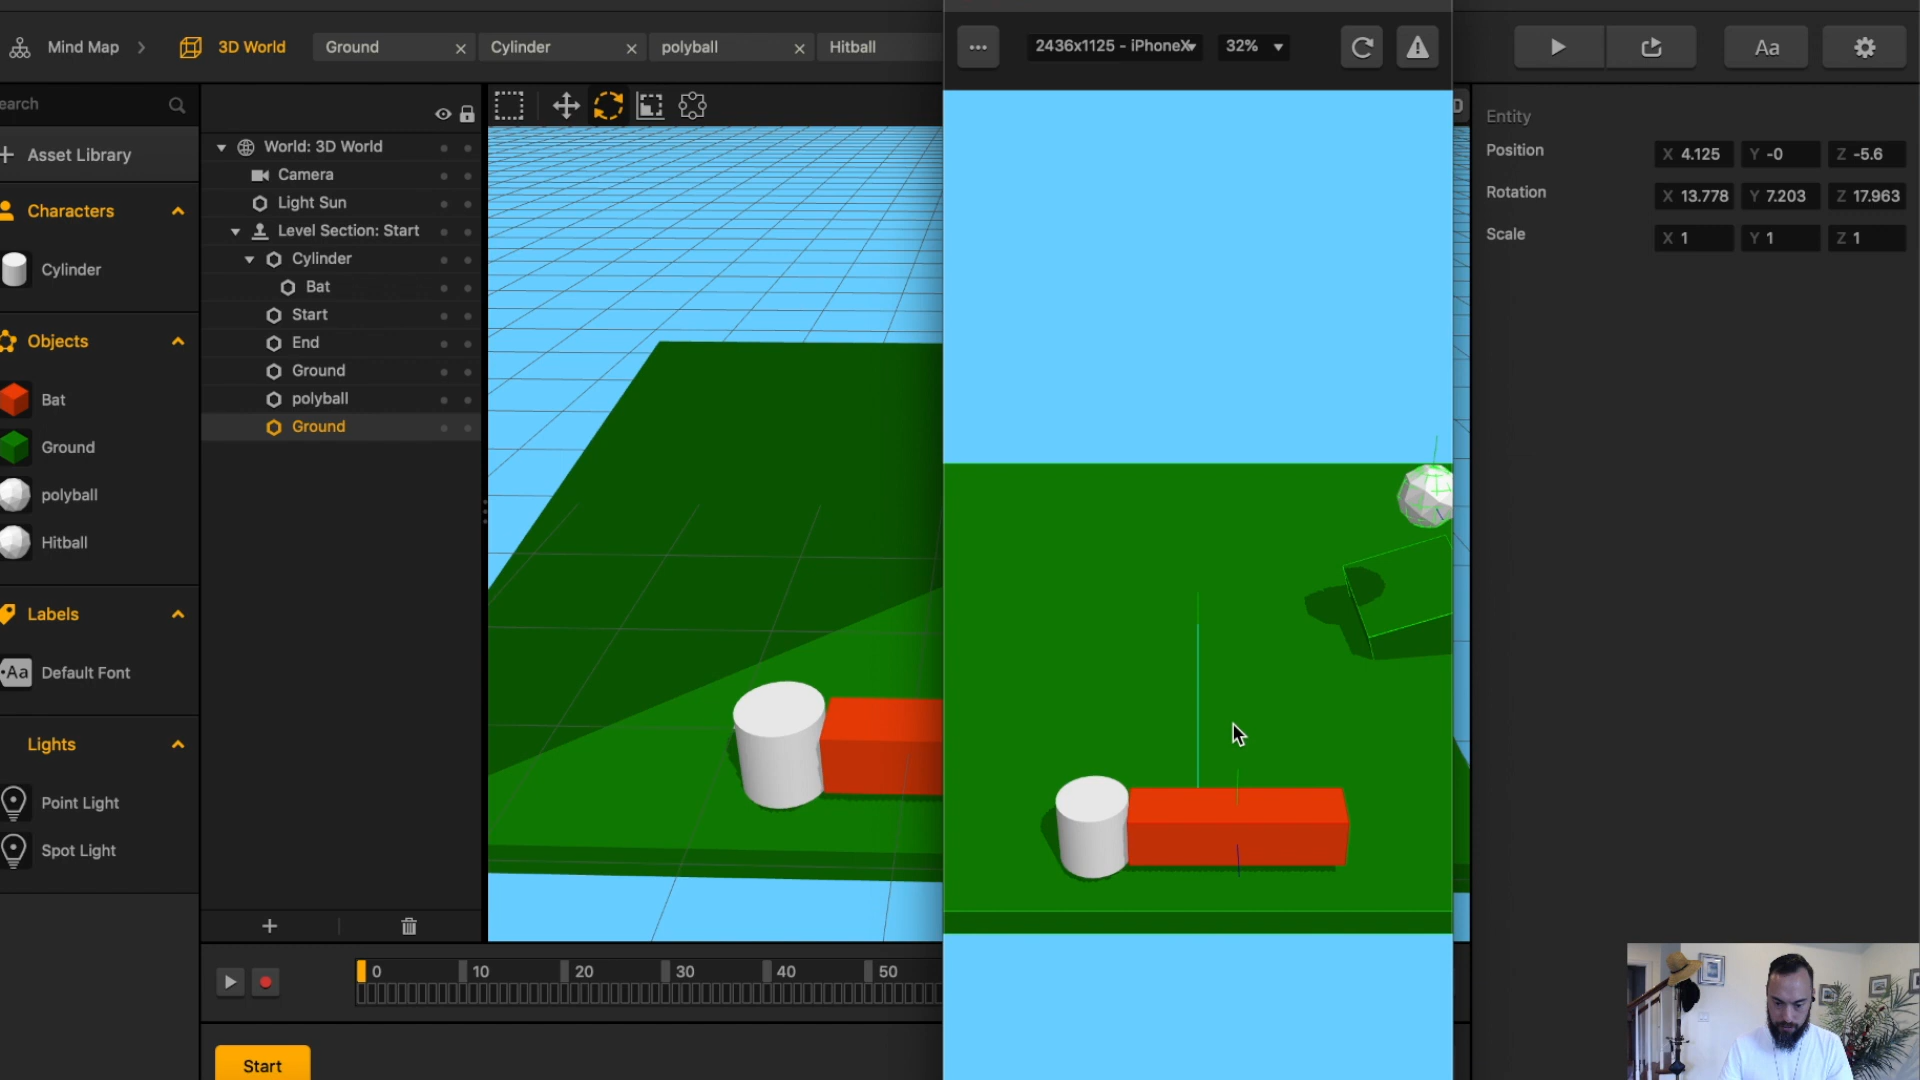 Mind Map
3D World
Ground
Cylinder
polyball
Hitball
2436x1125 - iPhoneX
32%
Aa
earch
Asset Library
Characters
Cylinder
Objects
Bat
Ground
polyball
Hitball
Labels
Aa Default Font
Lights
Point Light
Spot Light
World: 3D World
Camera
Light Sun
Level Section: Start
Cylinder
Bat
Start
End
Ground
polyball
Ground
Entity
Position X 4.125 Y -0 Z -5.6
Rotation X 13.778 Y 7.203 Z 17.963
Scale X 1 Y 1 Z 1
0 10 20 30 40 50
Start